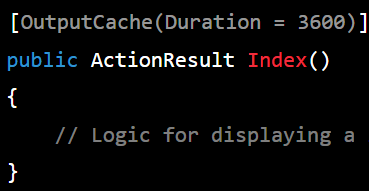 [OutputCache(Duration = 3600)]
public ActionResult Index()
{
// Logic for displaying a
}